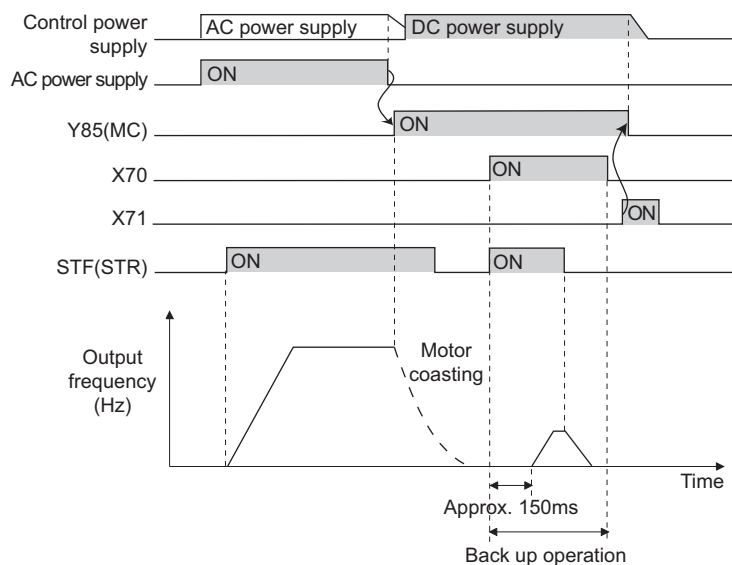 Control power
supply
AC power supply
DC power supply
AC power supply
ON
Y85(MC)
ON
X70
ON
X71
ON
STF(STR)
ON
ON
Output
frequency
(Hz)
Motor
coasting
Time
Approx. 150ms
Back up operation